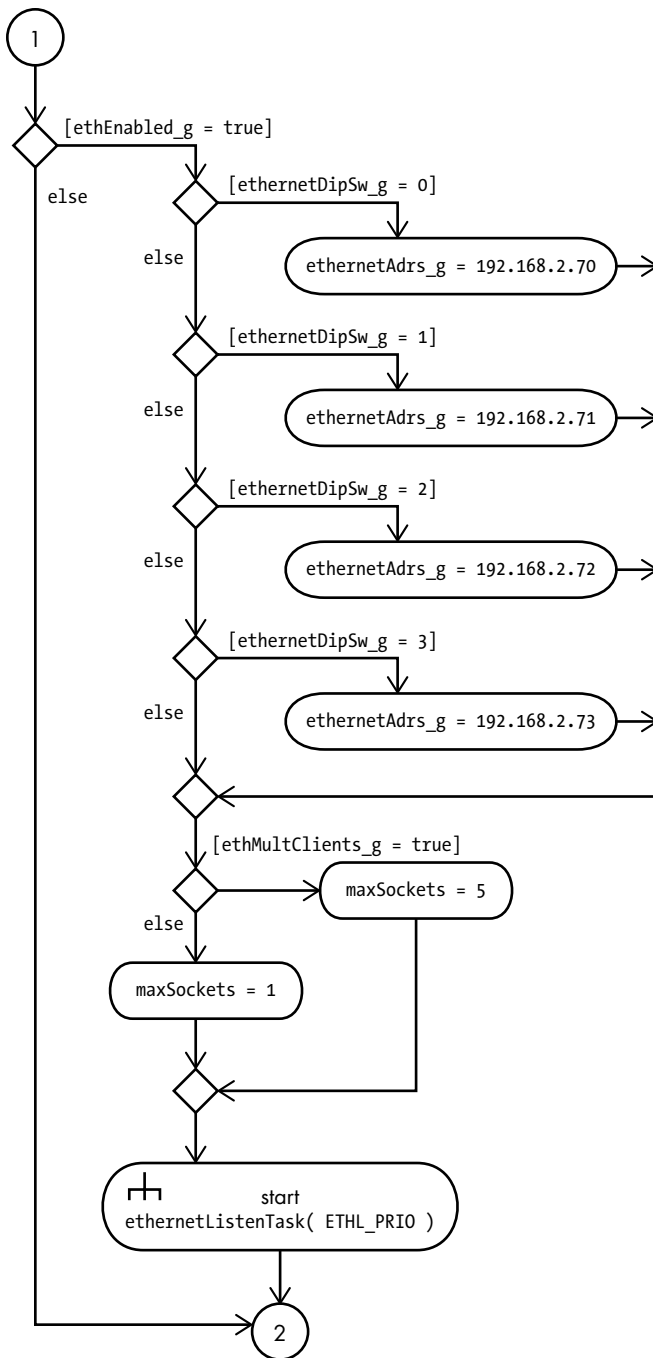 1
[ethEnabled_g = true]
else
[ethernetDipSw_g = 0]
else
ethernetAdrs_g = 192.168.2.70
[ethernetDipSw_g = 1]
else
ethernetAdrs_g = 192.168.2.71
[ethernetDipSw_g = 2]
else
ethernetAdrs_g = 192.168.2.72
[ethernetDipSw_g = 3]
else
ethernetAdrs_g = 192.168.2.73
[ethMultClients_g = true]
maxSockets = 5
else
maxSockets = 1
start
ethernetListenTask( ETHL_PRIO )
2